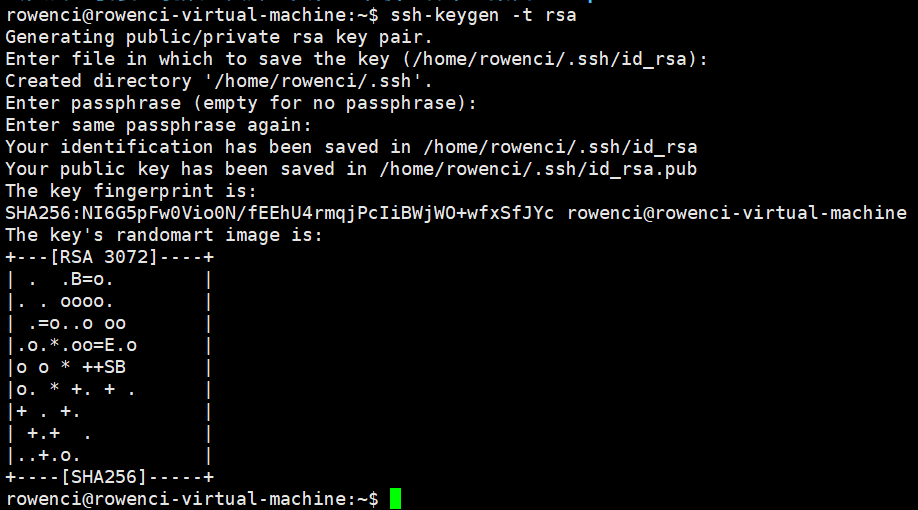 rowenci@rowenci-virtual-machine:~$ ssh-keygen -t rsa
Generating public/private rsa key pair.
Enter file in which to save the key (/home/rowenci/.ssh/id_rsa):
Created directory '/home/rowenci/.ssh'.
Enter passphrase (empty for no passphrase):
Enter same passphrase again:
Your identification has been saved in /home/rowenci/.ssh/id_rsa
Your public key has been saved in /home/rowenci/.ssh/id_rsa.pub
The key fingerprint is:
SHA256:NI6G5pFw0Vio0N/fEEhU4rmqjPcIiBWjWO+wfxSfJYc rowenci@rowenci-virtual-machine
The key's randomart image is:
+---[RSA 3072]----+
| .  .B=o.        |
|. . oooo.        |
| .=o..o oo       |
|.o.*.oo=E.o      |
|o o * ++SB       |
|o. * +. + .      |
|+ . +.           |
| +.+  .          |
|..+.o.           |
+----[SHA256]-----+
rowenci@rowenci-virtual-machine:~$